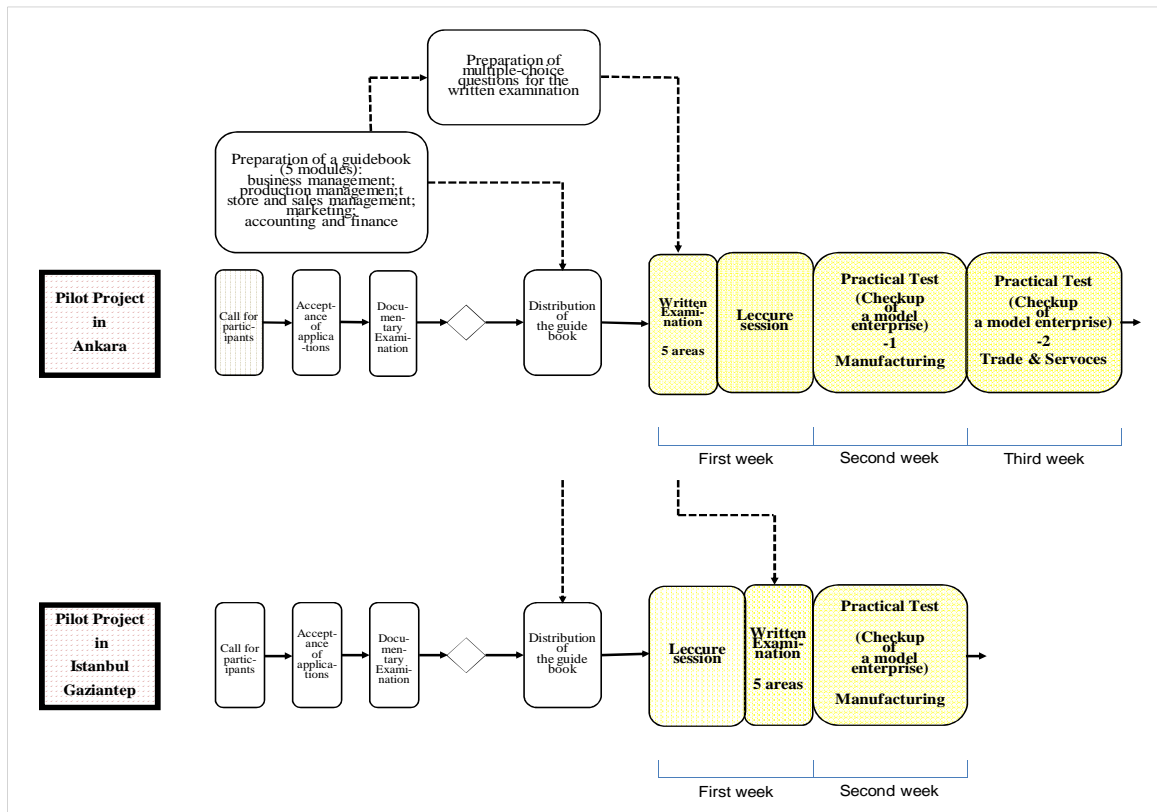 Preparation of
multiple-choice
questions for the
written examination
Preparation of a guidebook
(5 modules):
business management;
production management;t
store and sales management;
marketing;
accounting and finance
Pilot Project
in
Ankara
Call for
partic-
ipants
Accept-
ance
of
applica-
-tions
Docu-
mentary
Exami-
nation
Distribution
of
the guide
book
Written
Exami-
nation
5 areas
Leccure
session
Practical Test
(Checkup
of
a model
enterprise)
-1
Manufacturing
Practical Test
(Checkup
of
a model enterprise)
-2
Trade & Servoces
First week
Second week
Third week
Pilot Project
in
Istanbul
Gaziantep
Call for
partic-
ipants
Accept-
ance
of
applica-
-tions
Docu-
mentary
Exami-
nation
Distribution
of
the guide
book
Leccure
session
Written
Exami-
nation
5 areas
Practical Test
(Checkup
of
a model
enterprise)
Manufacturing
First week
Second week